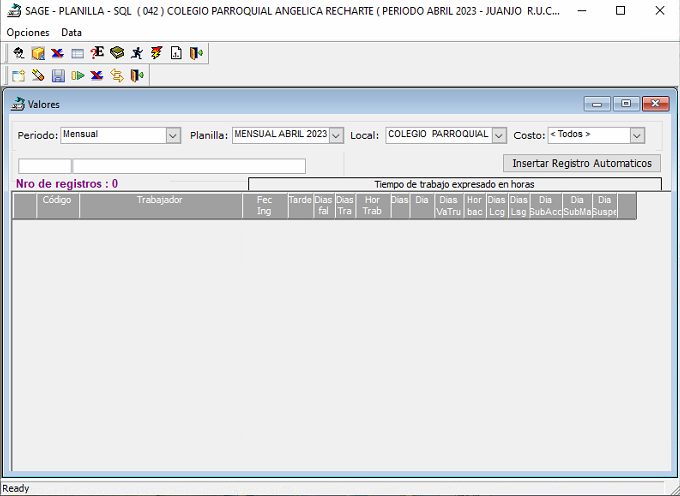 SAGE - PLANILLA - SQL ( 042 ) COLEGIO PARROQUIAL ANGELICA RECHARTE ( PERIODO ABRIL 2023 - JUANJO R.U.C...
Opciones Data
Valores
Periodo: Mensual Planilla: MENSUAL ABRIL 2023 Local: COLEGIO PARROQUIAL Costo: < Todos >
Insertar Registro Automaticos
Nro de registros : 0 Tiempo de trabajo expresado en horas
Código Trabajador Fec Tarde Dias Dias Hor Dias Dia Dias Hor Dias Dias Dia Dia Dia
Ing fal Tra Trab VaTru bac Lcg Lsg SubAcc SubMa Suspe
Ready